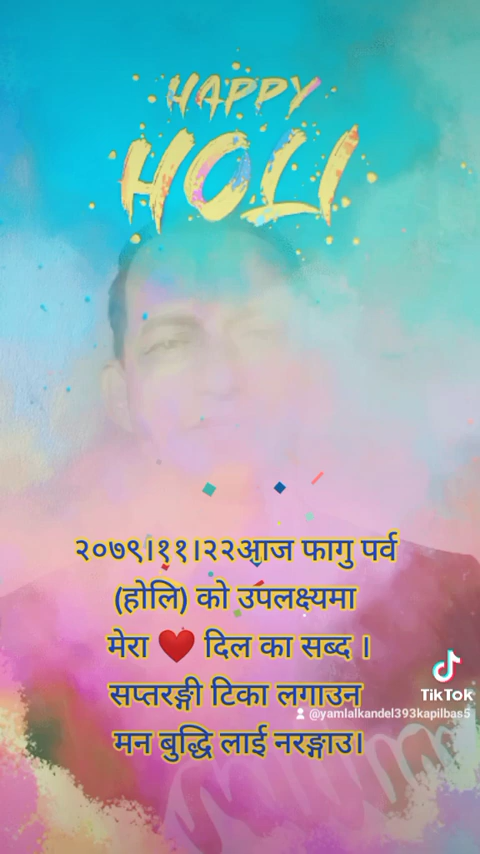 HAPPY
HOLI
२०७९।११।२२आज फागु पर्व
(होलि) को उपलक्ष्यमा
मेरा ❤️ दिल का सब्द ।
सप्तरङ्गी टिका लगाउन
मन बुद्धि लाई नरङ्गाउ।
TikTok
@yamlalkandel393kapilbas5